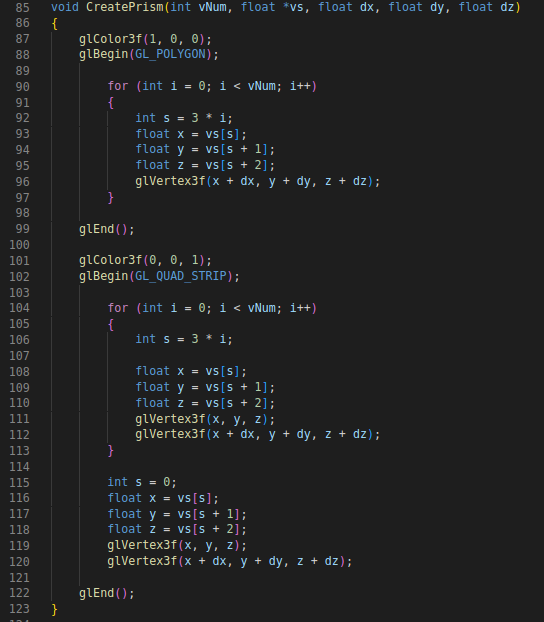 85 void CreatePrism(int vNum, float *vs, float dx, float dy, float dz)
86 {
87     glColor3f(1, 0, 0);
88     glBegin(GL_POLYGON);
89
90         for (int i = 0; i < vNum; i++)
91         {
92             int s = 3 * i;
93             float x = vs[s];
94             float y = vs[s + 1];
95             float z = vs[s + 2];
96             glVertex3f(x + dx, y + dy, z + dz);
97         }
98
99     glEnd();
100
101     glColor3f(0, 0, 1);
102     glBegin(GL_QUAD_STRIP);
103
104         for (int i = 0; i < vNum; i++)
105         {
106             int s = 3 * i;
107
108             float x = vs[s];
109             float y = vs[s + 1];
110             float z = vs[s + 2];
111             glVertex3f(x, y, z);
112             glVertex3f(x + dx, y + dy, z + dz);
113         }
114
115         int s = 0;
116         float x = vs[s];
117         float y = vs[s + 1];
118         float z = vs[s + 2];
119         glVertex3f(x, y, z);
120         glVertex3f(x + dx, y + dy, z + dz);
121
122     glEnd();
123 }